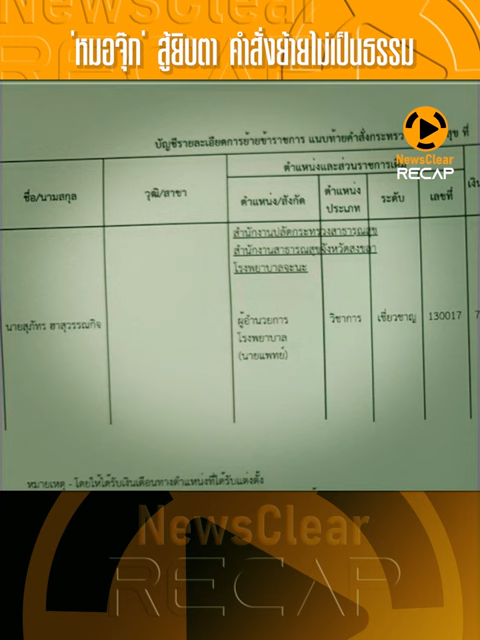 NewsClear
RECAP
'หมอจุ๊ก' สู้ยิบตา คำสั่งย้ายไม่เป็นธรรม
NewsClear
RECAP
บัญชีรายละเอียดการย้ายข้าราชการ แนบท้ายคำสั่งกระทรวง สุข ที่
ตำแหน่งและส่วนราชการเดิม
ชื่อ/นามสกุล วุฒิ/สาขา ตำแหน่ง/สังกัด ตำแหน่งประเภท ระดับ เลขที่
สำนักงานปลัดกระทรวงสาธารณสุข
สำนักงานสาธารณสุขจังหวัดสงขลา
โรงพยาบาลจะนะ
นายสุภัทร ฮาสุวรรณกิจ ผู้อำนวยการ วิชาการ เชี่ยวชาญ 130017
โรงพยาบาล
(นายแพทย์)
หมายเหตุ - โดยให้ได้รับเงินเดือนทางตำแหน่งที่ได้รับแต่งตั้ง
NewsClear
RECAP